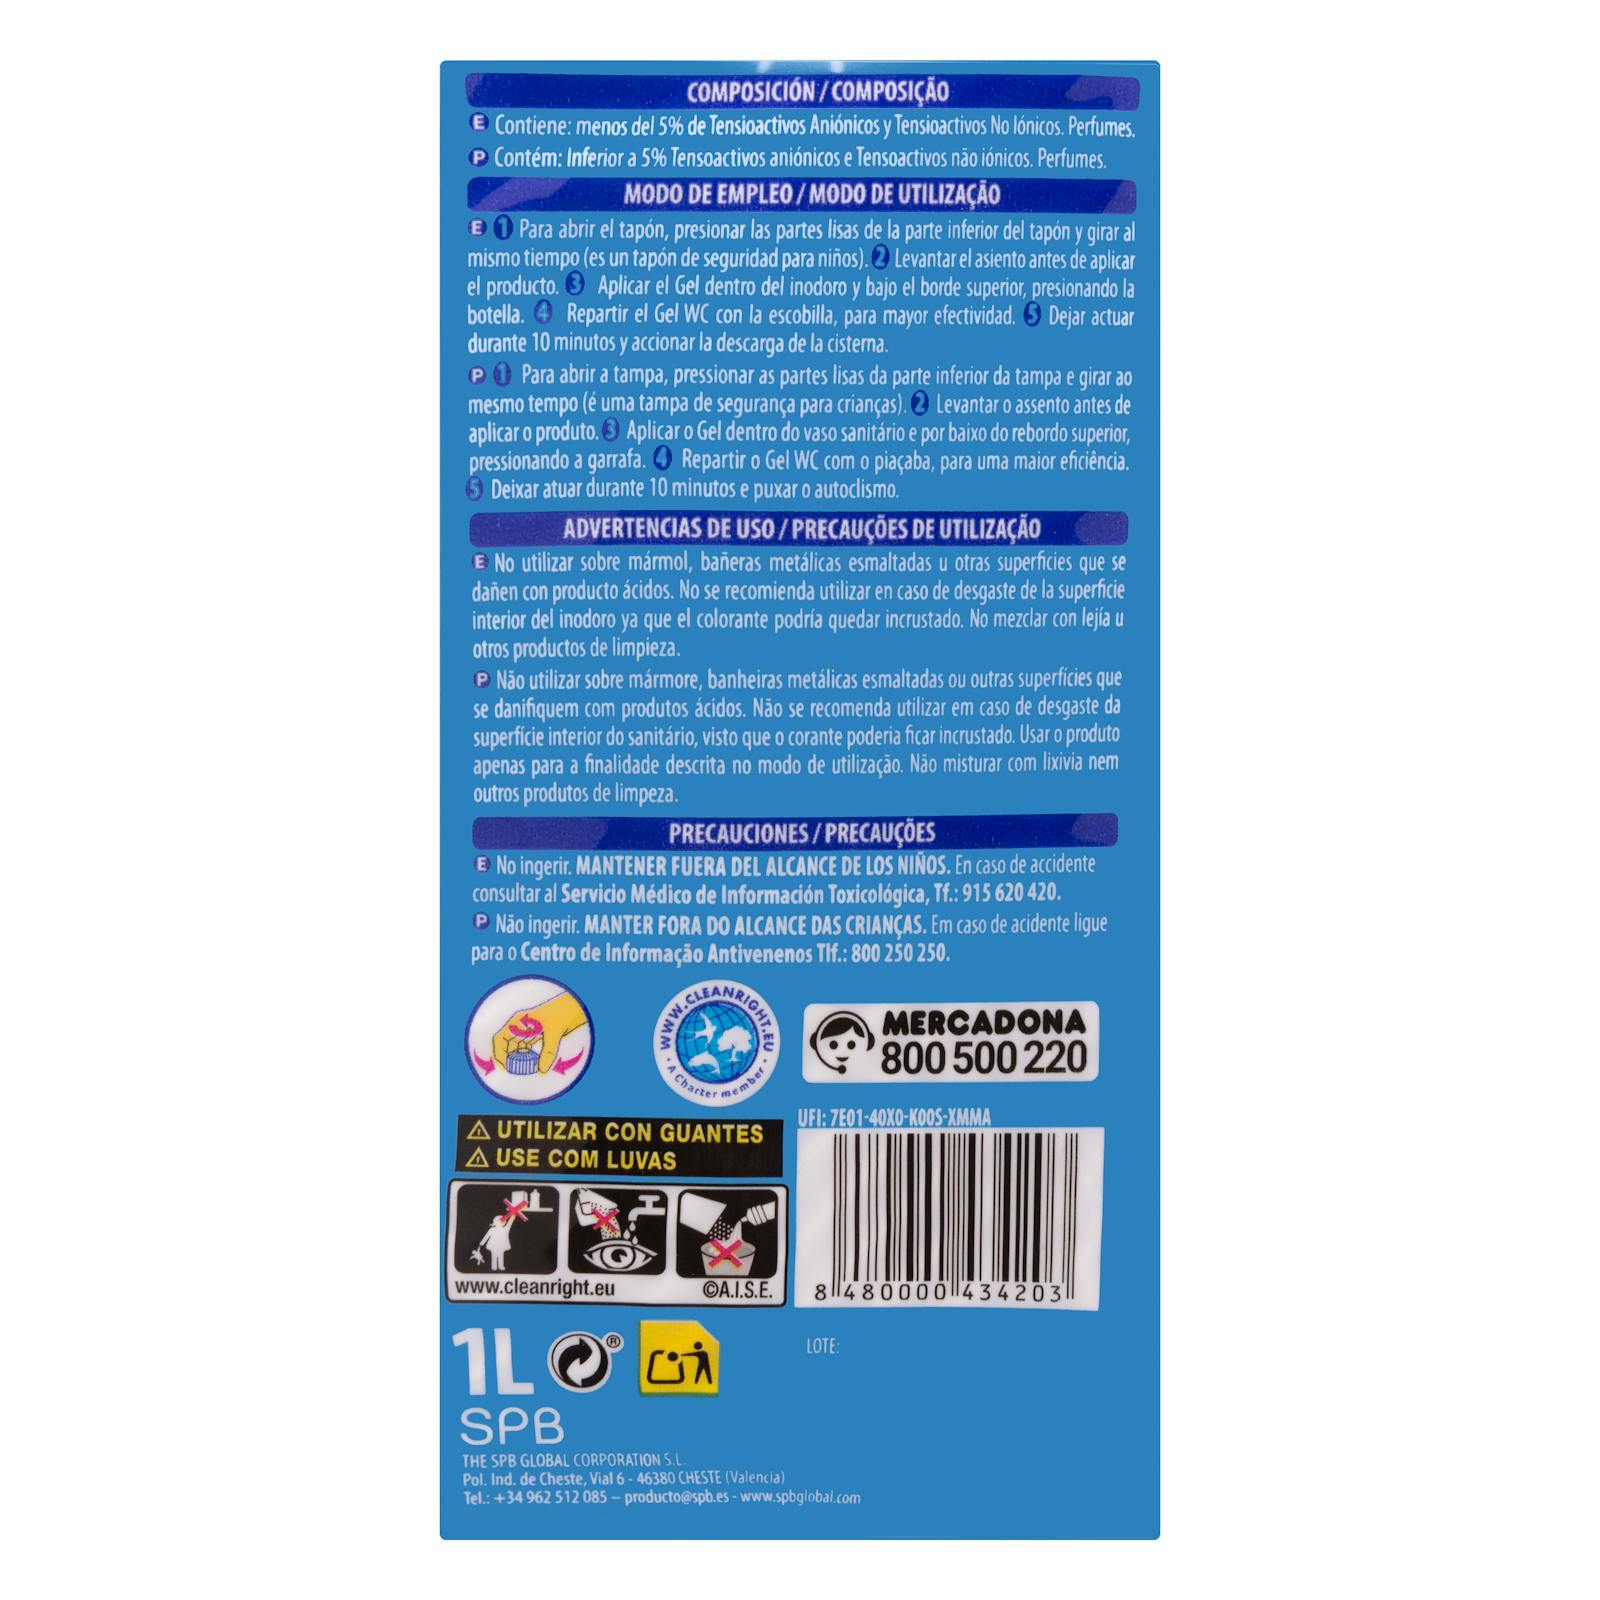 COMPOSICIÓN / COMPOSIÇÃO
E Contiene: menos del 5% de Tensioactivos Aniónicos y Tensioactivos No Iónicos. Perfumes.
P Contém: Inferior a 5% Tensoactivos aniónicos e Tensoactivos não iónicos. Perfumes.
MODO DE EMPLEO / MODO DE UTILIZAÇÃO
E 1 Para abrir el tapón, presionar las partes lisas de la parte inferior del tapón y girar al
mismo tiempo (es un tapón de seguridad para niños). 2 Levantar el asiento antes de aplicar
el producto. 3 Aplicar el Gel dentro del inodoro y bajo el borde superior, presionando la
botella. 4 Repartir el Gel WC con la escobilla, para mayor efectividad. 5 Dejar actuar
durante 10 minutos y accionar la descarga de la cisterna.
P 1 Para abrir a tampa, pressionar as partes lisas da parte inferior da tampa e girar ao
mesmo tempo (é uma tampa de segurança para crianças). 2 Levantar o assento antes de
aplicar o produto. 3 Aplicar o Gel dentro do vaso sanitário e por baixo do rebordo superior,
pressionando a garrafa. 4 Repartir o Gel WC com o piaçaba, para uma maior eficiência.
5 Deixar atuar durante 10 minutos e puxar o autoclismo.
ADVERTENCIAS DE USO / PRECAUÇÕES DE UTILIZAÇÃO
E No utilizar sobre mármol, bañeras metálicas esmaltadas u otras superficies que se
dañen con producto ácidos. No se recomienda utilizar en caso de desgaste de la superficie
interior del inodoro ya que el colorante podría quedar incrustado. No mezclar con lejía u
otros productos de limpieza.
P Não utilizar sobre mármore, banheiras metálicas esmaltadas ou outras superfícies que
se danifiquem com produtos ácidos. Não se recomenda utilizar em caso de desgaste da
superfície interior do sanitário, visto que o corante poderia ficar incrustado. Usar o produto
apenas para a finalidade descrita no modo de utilização. Não misturar com lixivia nem
outros produtos de limpeza.
PRECAUCIONES / PRECAUÇÕES
E No ingerir. MANTENER FUERA DEL ALCANCE DE LOS NIÑOS. En caso de accidente
consultar al Servicio Médico de Información Toxicológica, Tf.: 915 620 420.
P Não ingerir. MANTER FORA DO ALCANCE DAS CRIANÇAS. Em caso de acidente ligue
para o Centro de Informação Antivenenos Tlf.: 800 250 250.
WWW.CLEANRIGHT.EU
· A Charter member ·
MERCADONA
800 500 220
UFI: 7E01-40X0-K00S-XMMA
UTILIZAR CON GUANTES
USE COM LUVAS
www.cleanright.eu ©A.I.S.E.
8 480000 434203
1L ®
LOTE:
SPB
THE SPB GLOBAL CORPORATION S.L.
Pol. Ind. de Cheste, Vial 6 - 46380 CHESTE (Valencia)
Tel.: +34 962 512 085 – producto@spb.es - www.spbglobal.com